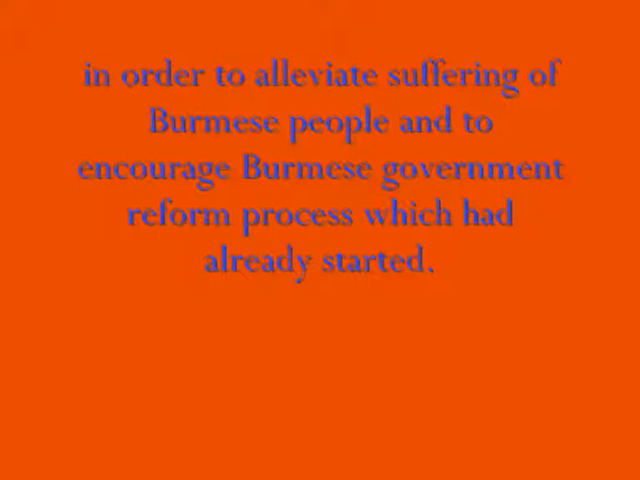 in order to alleviate suffering of
Burmese people and to
encourage Burmese government
reform process which had
already started.